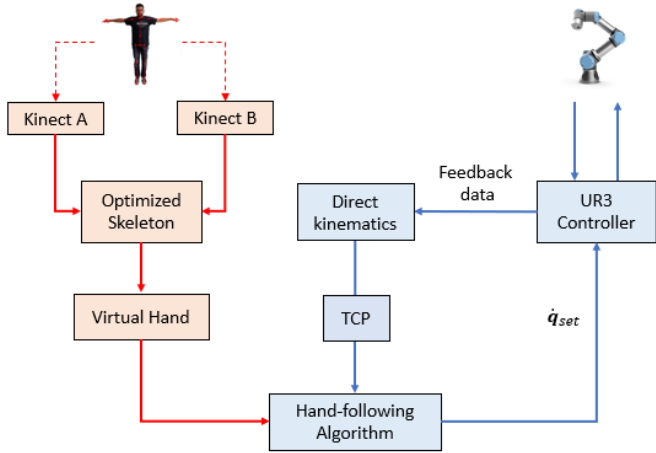 Kinect A
Kinect B
Optimized
Skeleton
Virtual Hand
Feedback
data
Direct
kinematics
UR3
Controller
TCP
q̇set
Hand-following
Algorithm